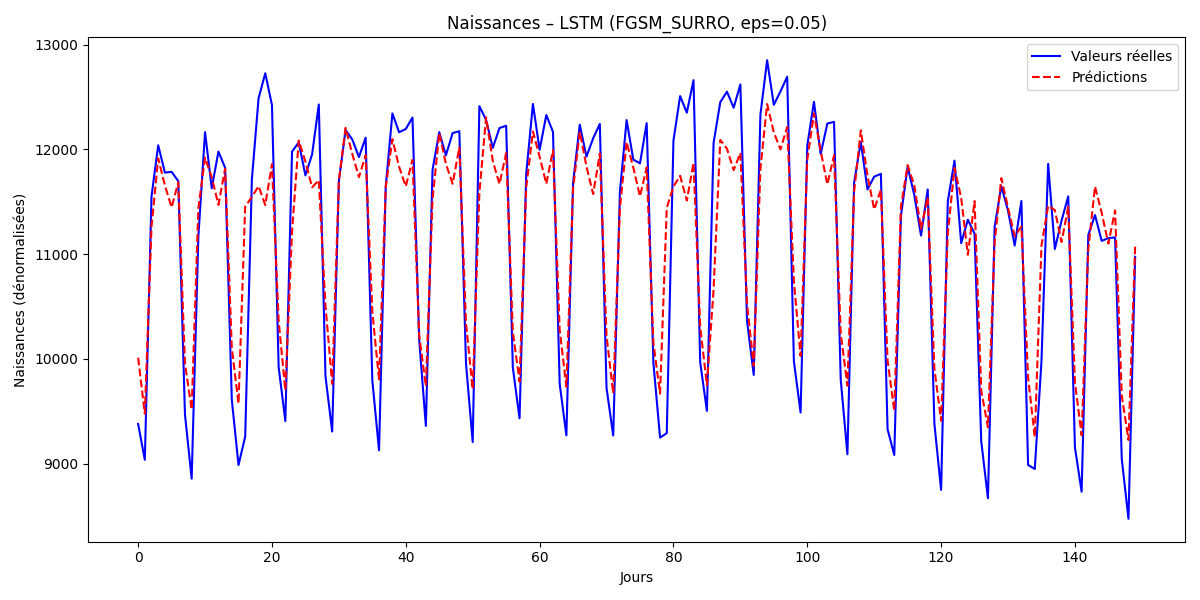 Naissances – LSTM (FGSM_SURRO, eps=0.05)
Valeurs réelles
Prédictions
Naissances (dénormalisées)
13000
12000
11000
10000
9000
0 20 40 60 80 100 120 140
Jours